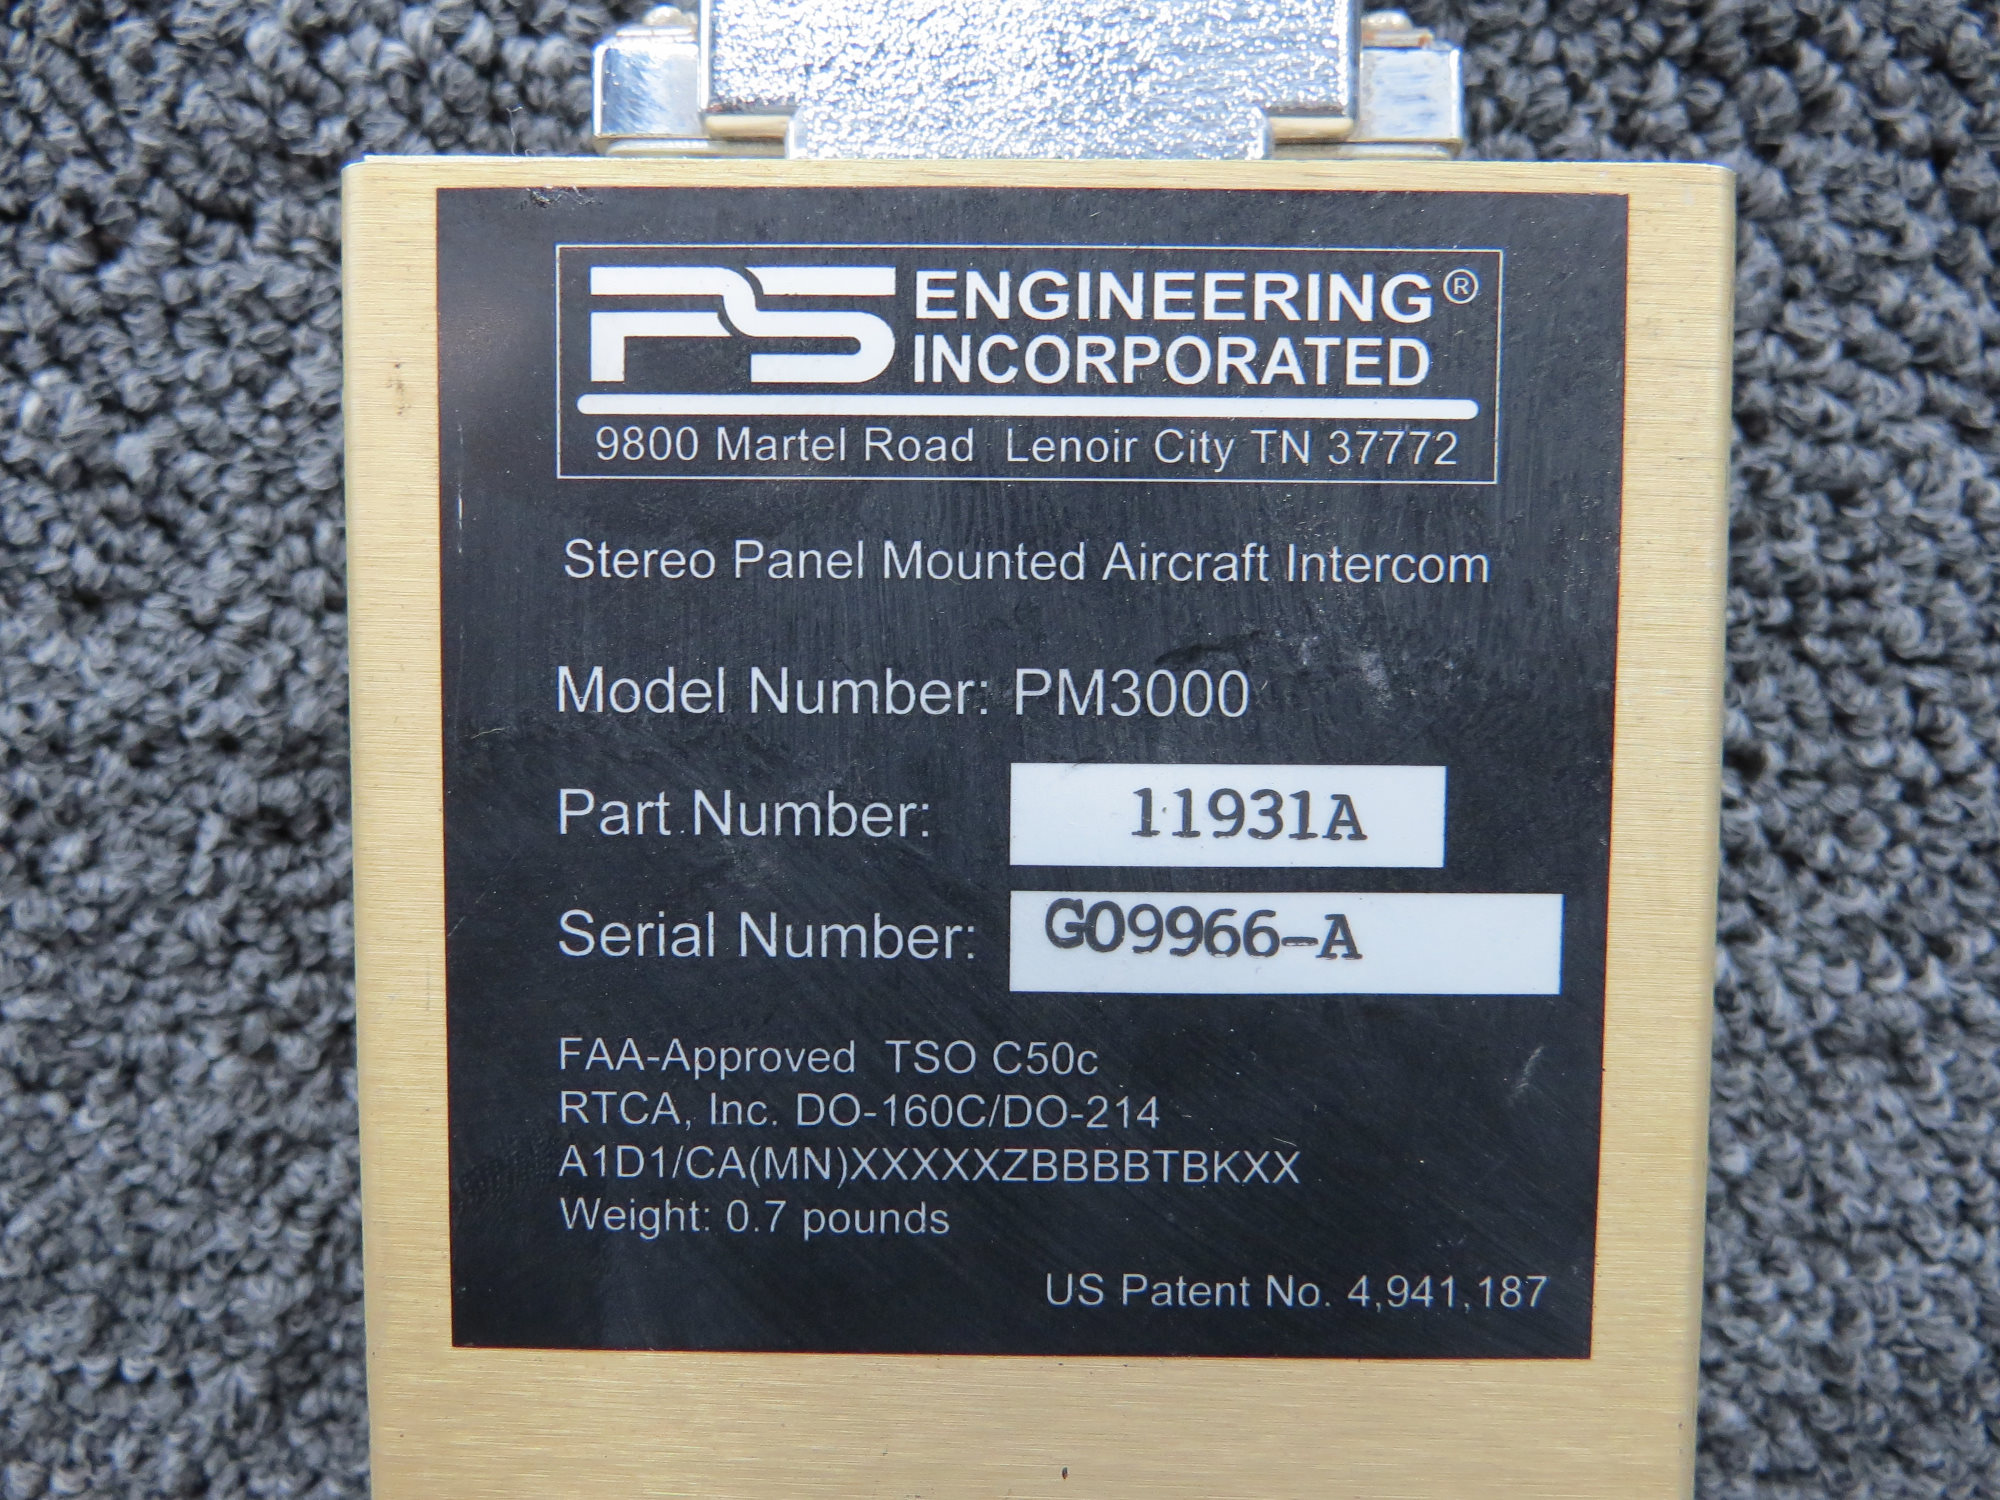 PS ENGINEERING®
INCORPORATED
9800 Martel Road Lenoir City TN 37772
Stereo Panel Mounted Aircraft Intercom
Model Number: PM3000
Part Number: 11931A
Serial Number: G09966-A
FAA-Approved TSO C50c
RTCA, Inc. DO-160C/DO-214
A1D1/CA(MN)XXXXXZBBBBTBKXX
Weight: 0.7 pounds
US Patent No. 4,941,187